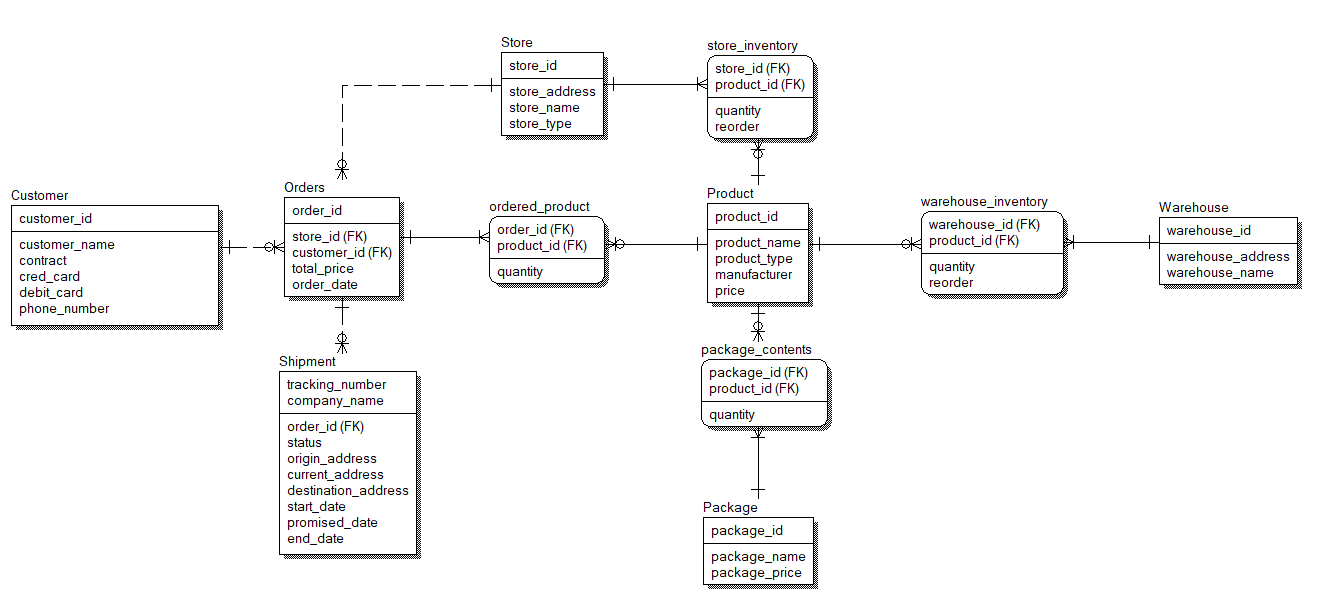 Store
store_id
store_address
store_name
store_type
store_inventory
store_id (FK)
product_id (FK)
quantity
reorder
Customer
customer_id
customer_name
contract
cred_card
debit_card
phone_number
Orders
order_id
store_id (FK)
customer_id (FK)
total_price
order_date
ordered_product
order_id (FK)
product_id (FK)
quantity
Product
product_id
product_name
product_type
manufacturer
price
warehouse_inventory
warehouse_id (FK)
product_id (FK)
quantity
reorder
Warehouse
warehouse_id
warehouse_address
warehouse_name
Shipment
tracking_number
company_name
order_id (FK)
status
origin_address
current_address
destination_address
start_date
promised_date
end_date
package_contents
package_id (FK)
product_id (FK)
quantity
Package
package_id
package_name
package_price